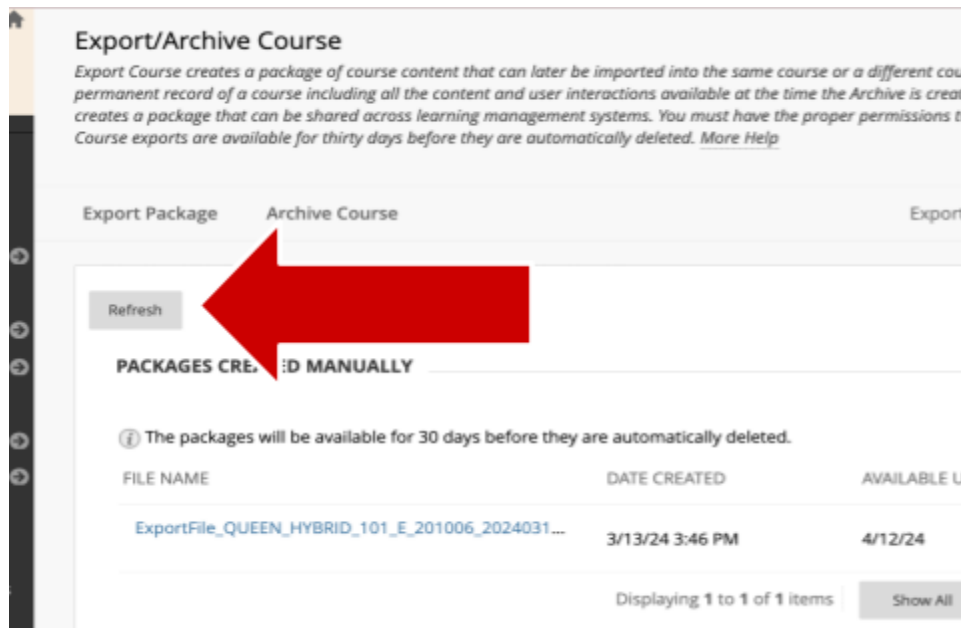 Export/Archive Course
Export Course creates a package of course content that can later be imported into the same course or a different cou
permanent record of a course including all the content and user interactions available at the time the Archive is creat
creates a package that can be shared across learning management systems. You must have the proper permissions t
Course exports are available for thirty days before they are automatically deleted. More Help
Export Package Archive Course Export
Refresh
PACKAGES CRE ED MANUALLY
The packages will be available for 30 days before they are automatically deleted.
FILE NAME DATE CREATED AVAILABLE U
ExportFile_QUEEN_HYBRID_101_E_201006_2024031... 3/13/24 3:46 PM 4/12/24
Displaying 1 to 1 of 1 items Show All